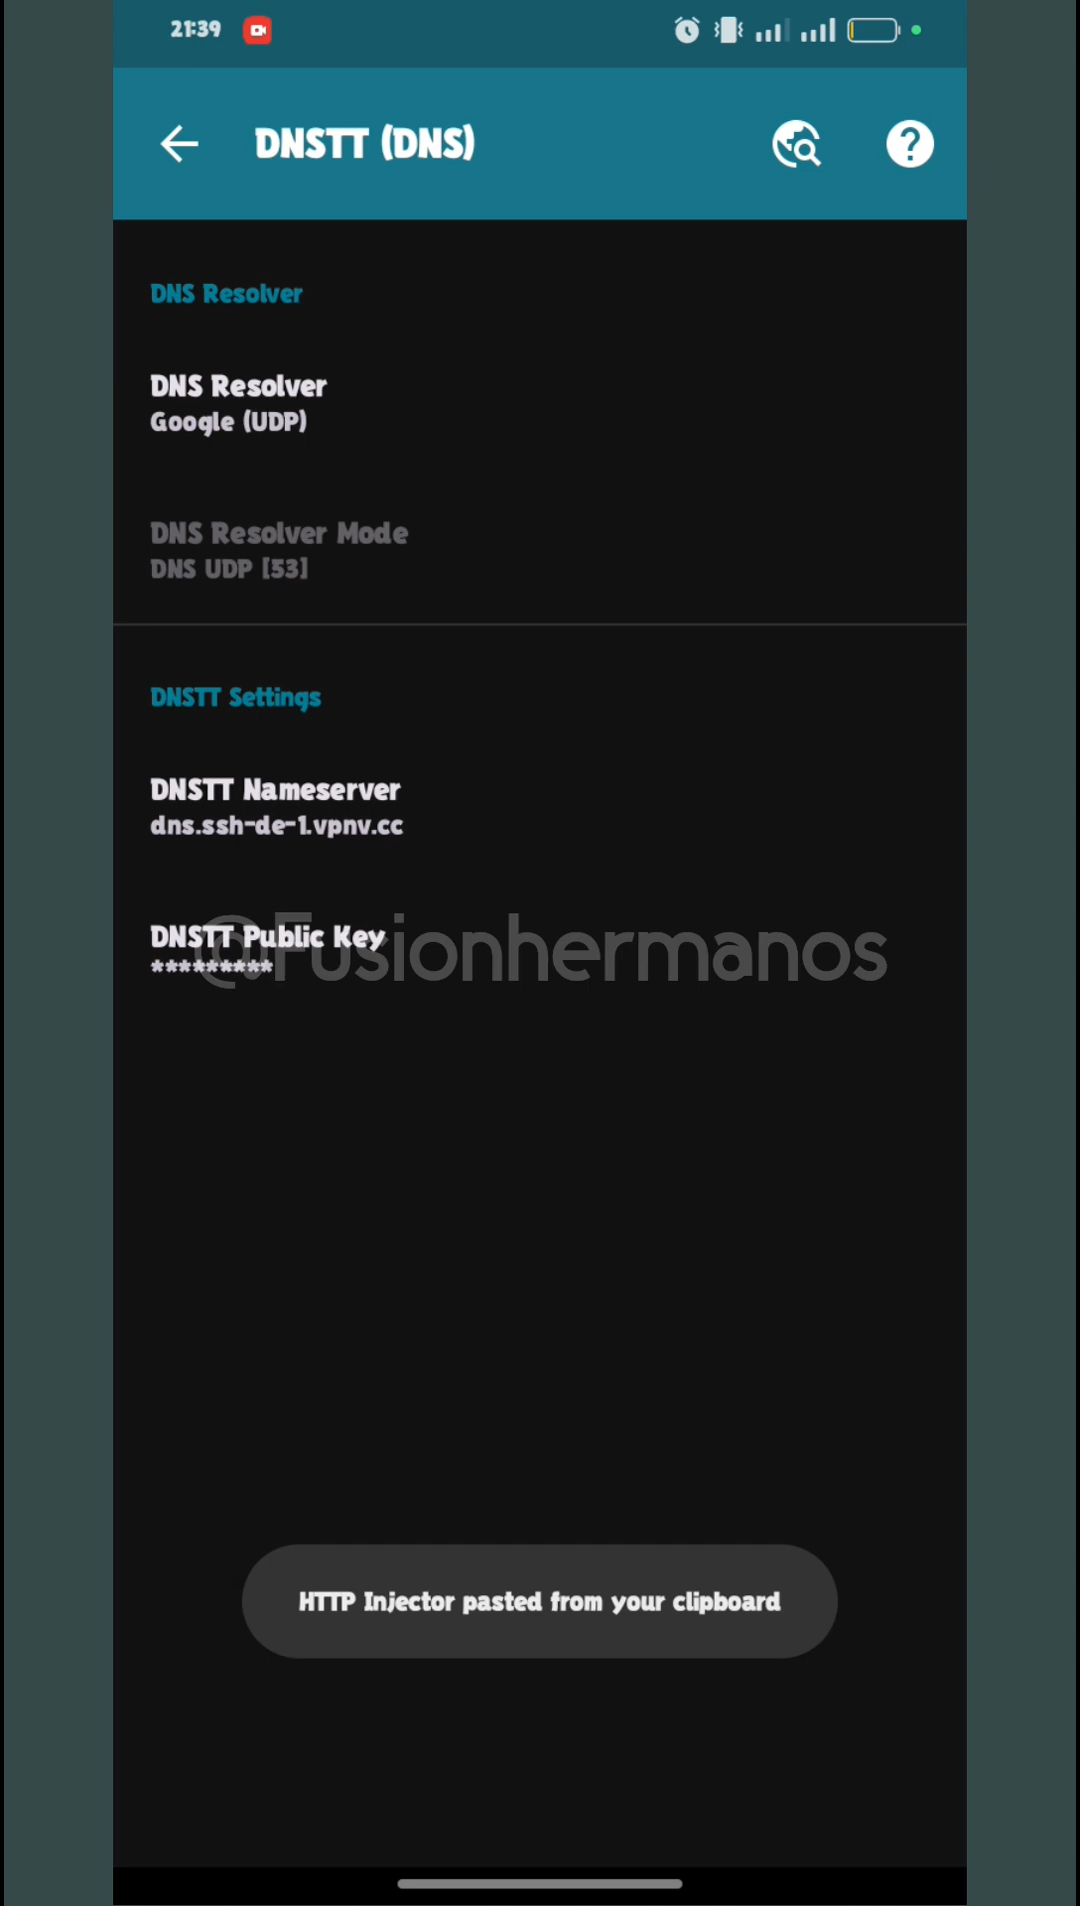 21:39
DNSTT (DNS)
DNS Resolver
DNS Resolver
Google (UDP)
DNS Resolver Mode
DNS UDP [53]
DNSTT Settings
DNSTT Nameserver
dns.ssh-de-1.vpnv.cc
DNSTT Public Key
*********
@Fusionhermanos
HTTP Injector pasted from your clipboard